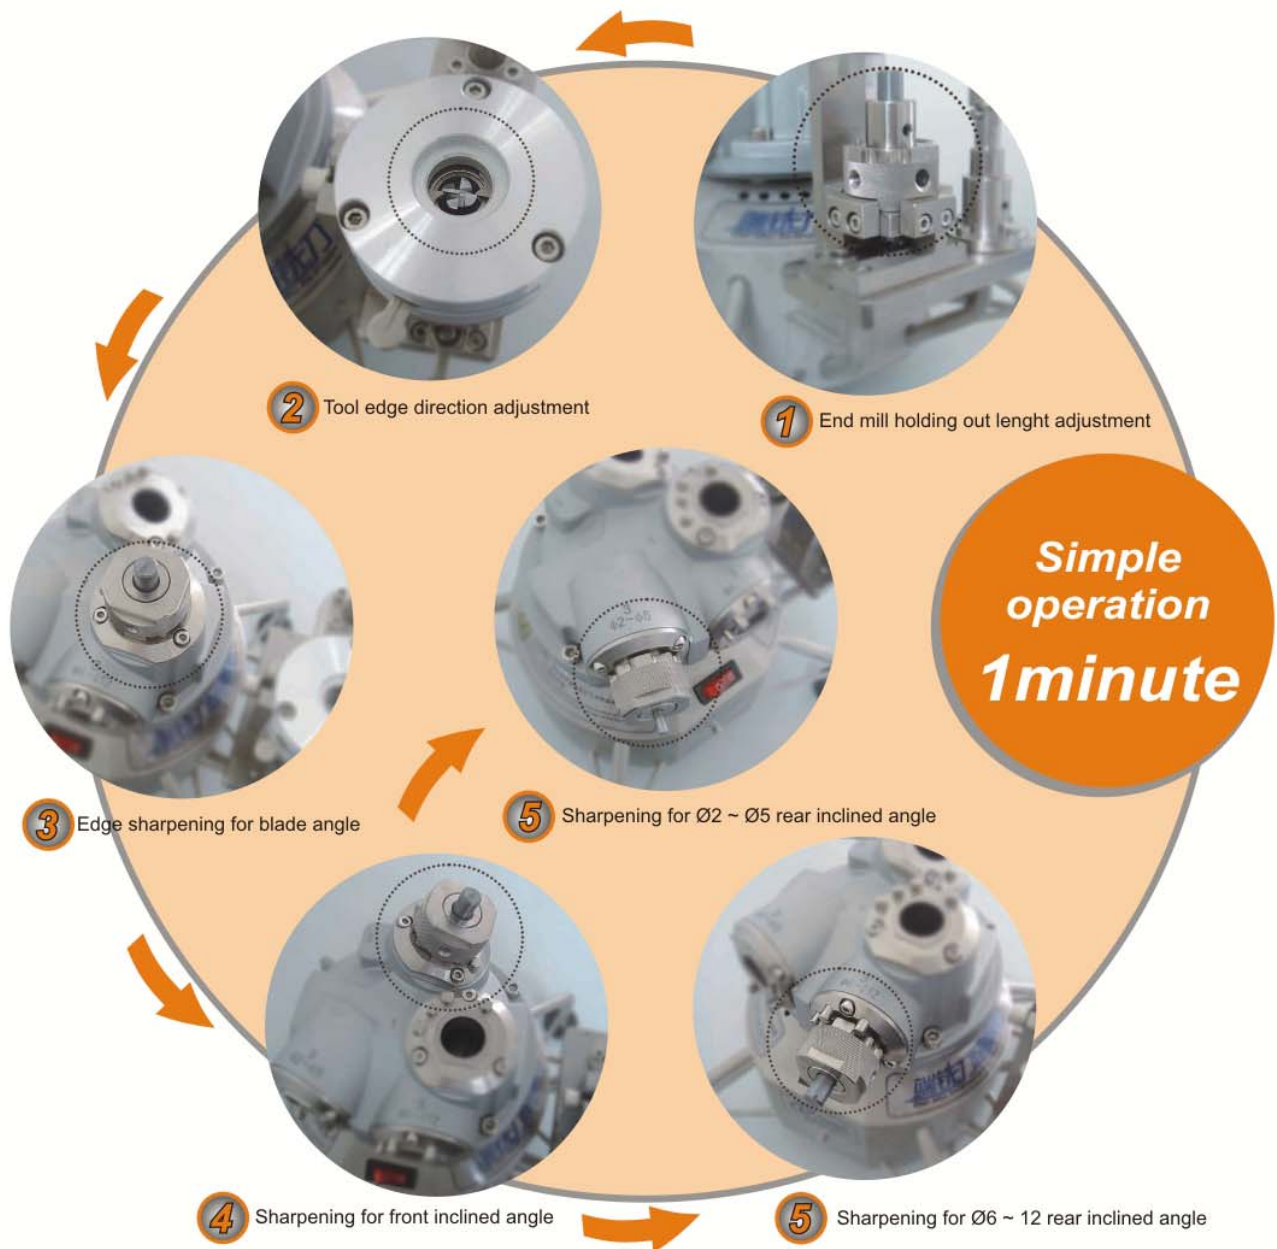 1 End mill holding out lenght adjustment
2 Tool edge direction adjustment
3 Edge sharpening for blade angle
4 Sharpening for front inclined angle
5 Sharpening for Ø2 ~ Ø5 rear inclined angle
5 Sharpening for Ø6 ~ 12 rear inclined angle
Simple
operation
1minute